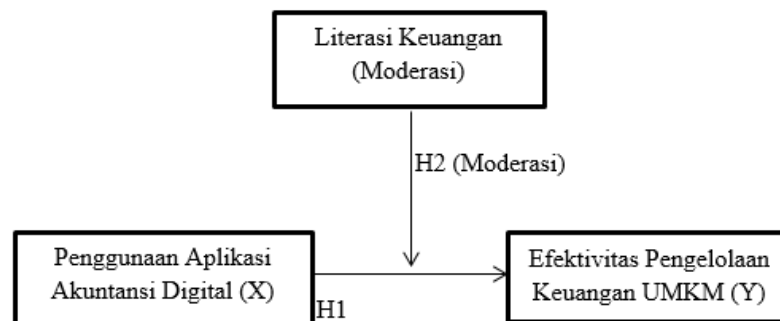 Literasi Keuangan
(Moderasi)
H2 (Moderasi)
Penggunaan Aplikasi
Akuntansi Digital (X)
H1
Efektivitas Pengelolaan
Keuangan UMKM (Y)